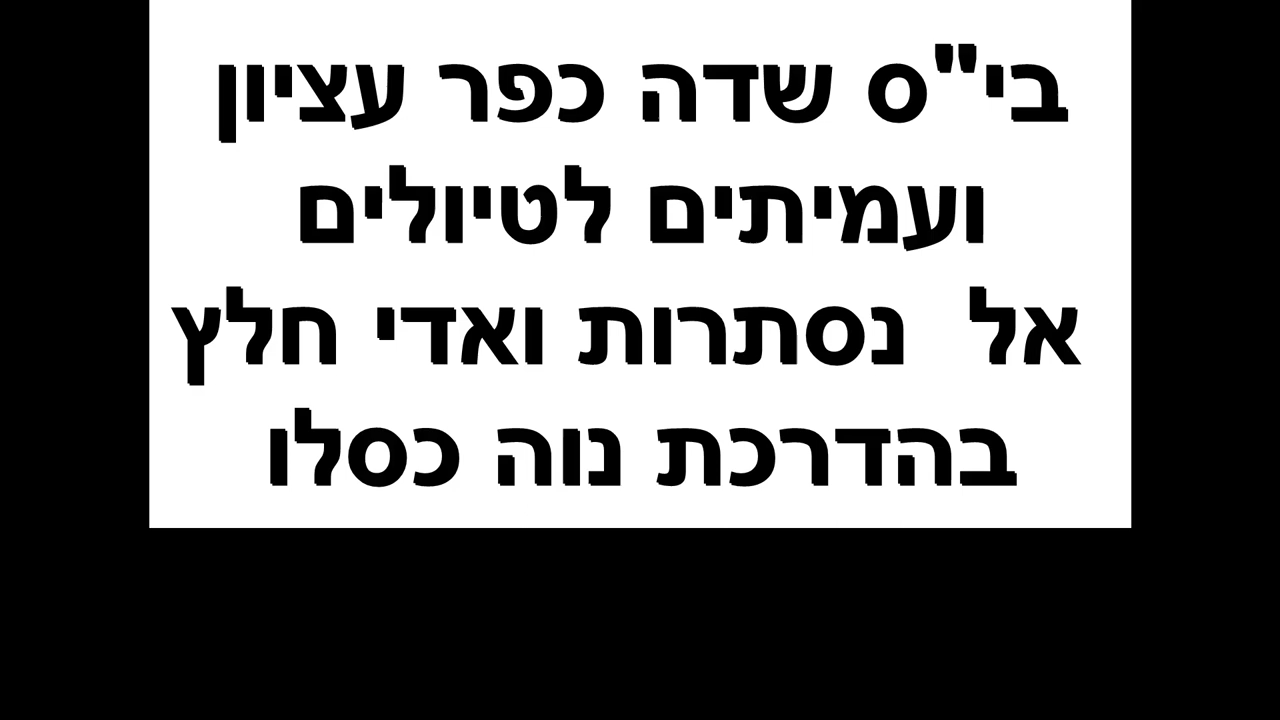 בי"ס שדה כפר עציון
ועמיתים לטיולים
אל נסתרות ואדי חלץ
בהדרכת נוה כסלו